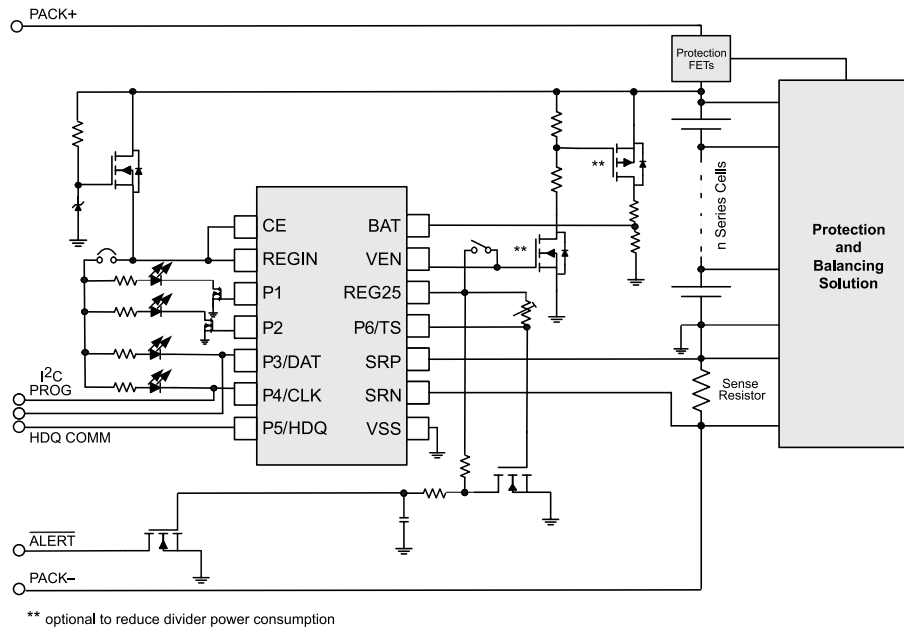 PACK+
Protection
FETs
**
n Series Cells
Protection
and
Balancing
Solution
CE
REGIN
P1
P2
P3/DAT
P4/CLK
P5/HDQ
BAT
VEN
REG25
P6/TS
SRP
SRN
VSS
**
Sense
Resistor
I2C
PROG
HDQ COMM
ALERT
PACK–
** optional to reduce divider power consumption